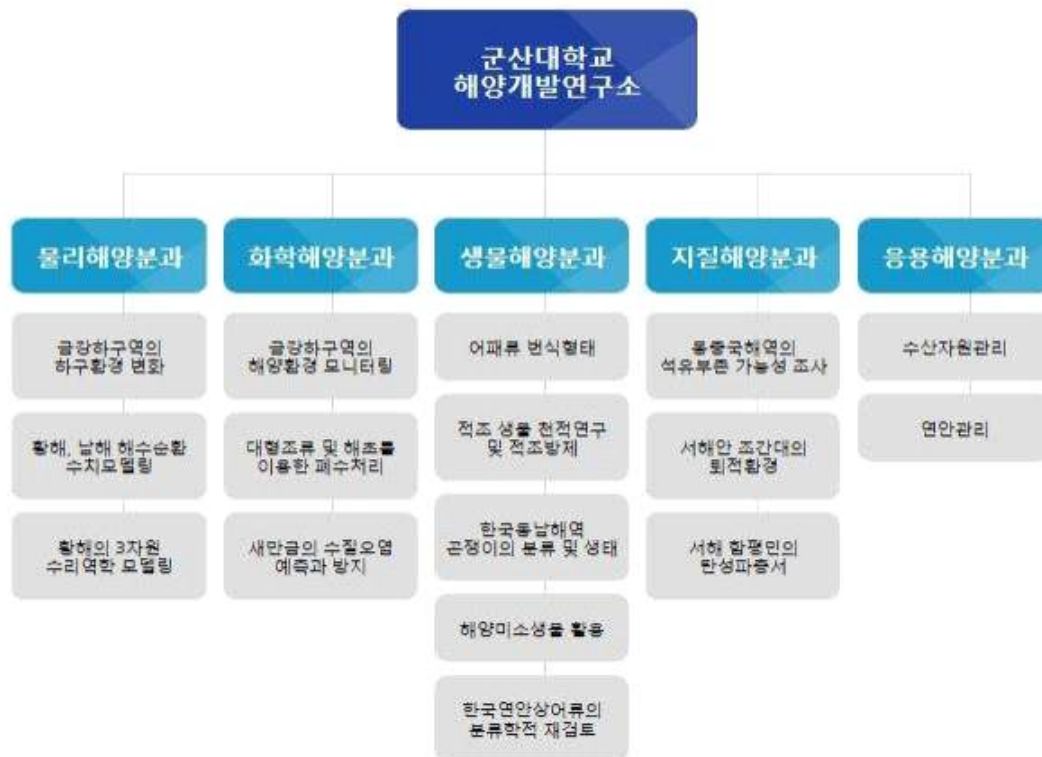 군산대학교
해양개발연구소
물리해양분과
금강하구역의
하구환경 변화
황해, 남해 해수순환
수치모델링
황해의 3차원
수리역학 모델링
화학해양분과
금강하구역의
해양환경 모니터링
대형조류 및 해초를
이용한 폐수처리
새만금의 수질오염
예측과 방지
생물해양분과
어패류 번식형태
적조 생물 천적연구
및 적조방제
한국동남해역
곤쟁이의 분류 및 생태
해양미소생물 활용
한국연안상어류의
분류학적 재검토
지질해양분과
동중국해역의
석유부존 가능성 조사
서해안 조간대의
퇴적환경
서해 함평만의
탄성파층서
응용해양분과
수산자원관리
연안관리